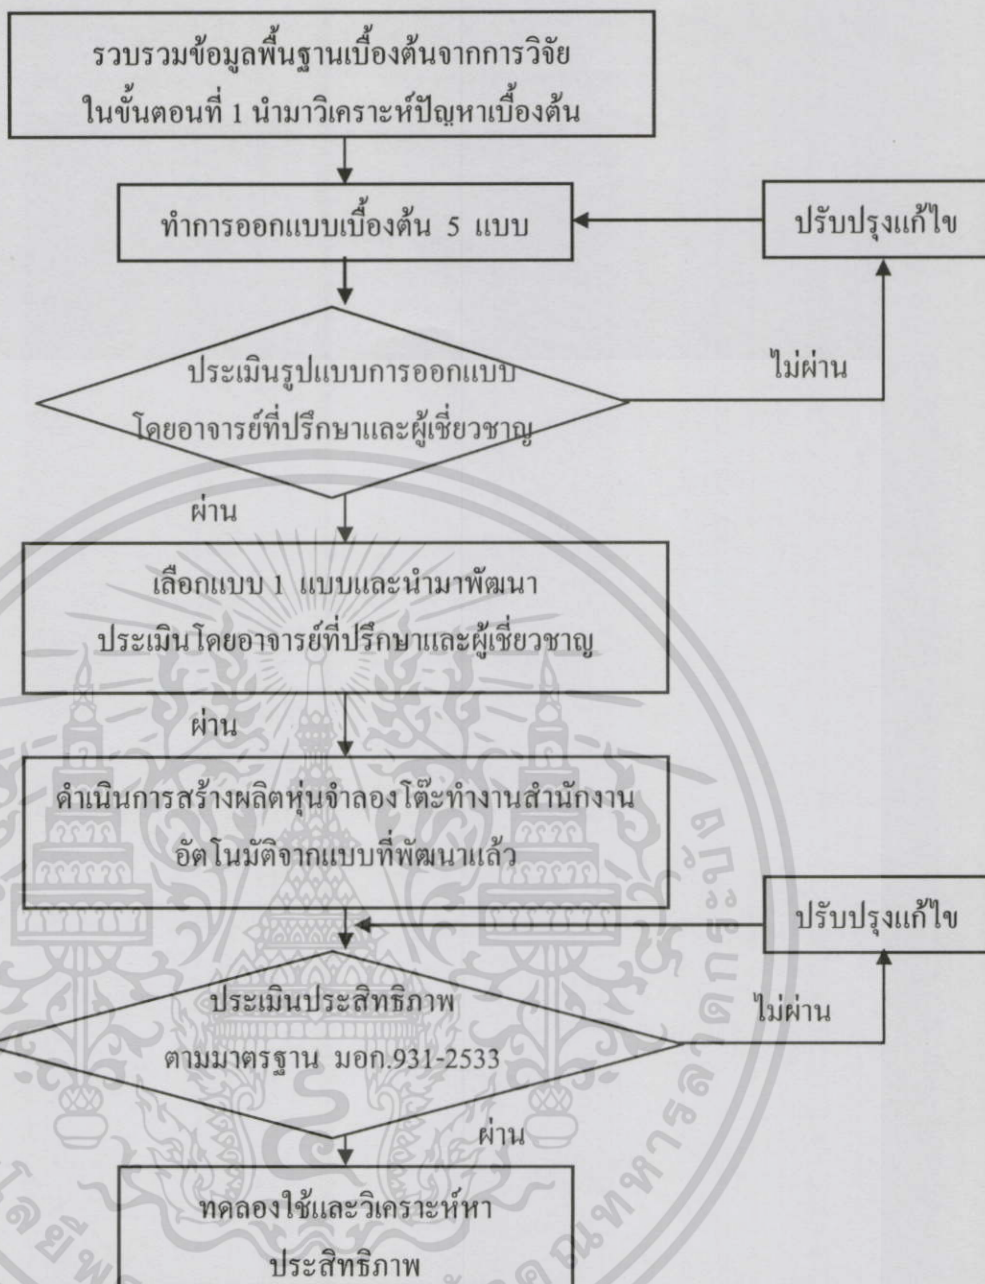 รวบรวมข้อมูลพื้นฐานเบื้องต้นจากการวิจัย
ในขั้นตอนที่ 1 นำมาวิเคราะห์ปัญหาเบื้องต้น
ทำการออกแบบเบื้องต้น 5 แบบ
ปรับปรุงแก้ไข
ประเมินรูปแบบการออกแบบ
โดยอาจารย์ที่ปรึกษาและผู้เชี่ยวชาญ
ไม่ผ่าน
ผ่าน
เลือกแบบ 1 แบบและนำมาพัฒนา
ประเมินโดยอาจารย์ที่ปรึกษาและผู้เชี่ยวชาญ
ผ่าน
ดำเนินการสร้างผลิตหุ่นจำลองโต๊ะทำงานสำนักงาน
อัตโนมัติจากแบบที่พัฒนาแล้ว
ปรับปรุงแก้ไข
ประเมินประสิทธิภาพ
ตามมาตรฐาน มอก.931-2533
ไม่ผ่าน
ผ่าน
ทดลองใช้และวิเคราะห์หา
ประสิทธิภาพ